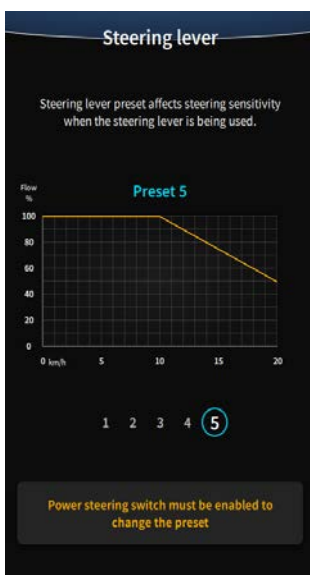 Steering lever
Steering lever preset affects steering sensitivity
when the steering lever is being used.
Flow
%
Preset 5
100
80
60
40
20
0
0 km/h 5 10 15 20
1 2 3 4 5
Power steering switch must be enabled to
change the preset